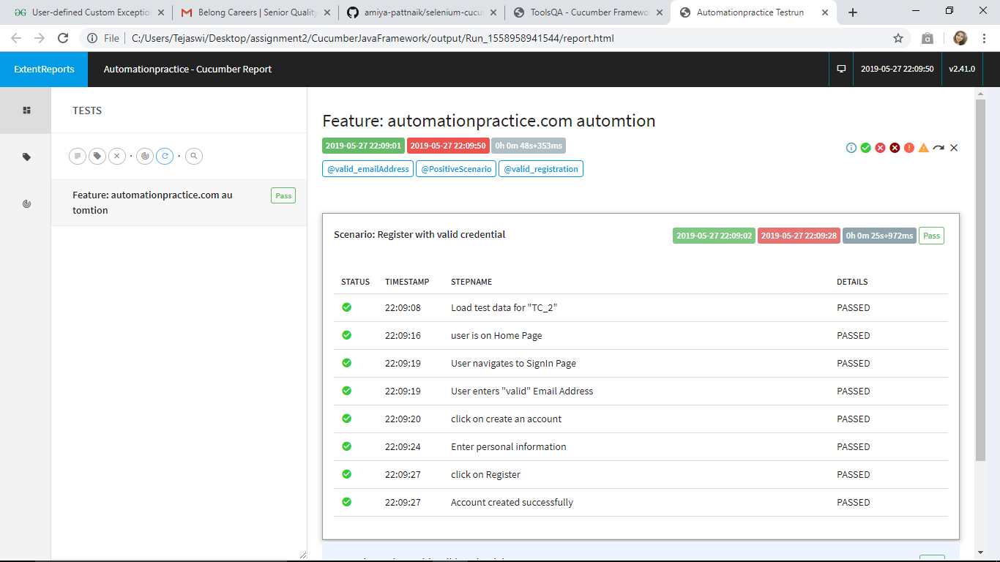 User-defined Custom Exceptio
Belong Careers | Senior Quality
amiya-pattnaik/selenium-cucu
ToolsQA - Cucumber Framewo
Automationpractice Testrun
File
C:/Users/Tejaswi/Desktop/assignment2/CucumberJavaFramework/output/Run_1558958941544/report.html
ExtentReports
Automationpractice - Cucumber Report
2019-05-27 22:09:50
v2.41.0
TESTS
Feature: automationpractice.com au
tomtion
Pass
Feature: automationpractice.com automtion
2019-05-27 22:09:01 2019-05-27 22:09:50 0h 0m 48s+353ms
@valid_emailAddress @PositiveScenario @valid_registration
Scenario: Register with valid credential
2019-05-27 22:09:02 2019-05-27 22:09:28 0h 0m 25s+972ms Pass
STATUS TIMESTAMP STEPNAME DETAILS
22:09:08 Load test data for "TC_2" PASSED
22:09:16 user is on Home Page PASSED
22:09:19 User navigates to SignIn Page PASSED
22:09:19 User enters "valid" Email Address PASSED
22:09:20 click on create an account PASSED
22:09:24 Enter personal information PASSED
22:09:27 click on Register PASSED
22:09:27 Account created successfully PASSED